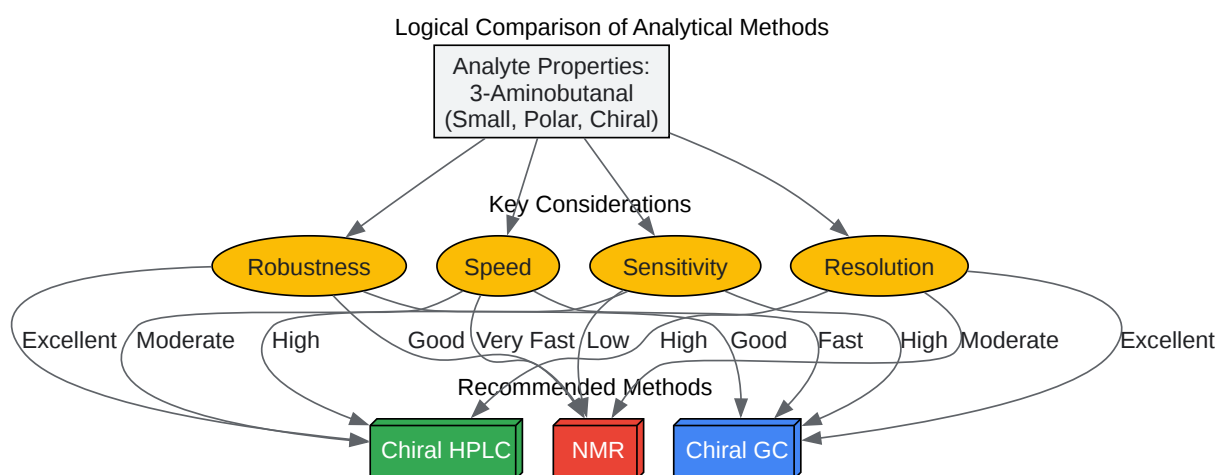 Logical Comparison of Analytical Methods
Analyte Properties:
3-Aminobutanal
(Small, Polar, Chiral)
Key Considerations
Robustness
Speed
Sensitivity
Resolution
Excellent
Moderate
High
Good
Very Fast
Low
High
Good
Fast
High
Moderate
Excellent
Recommended Methods
Chiral HPLC
NMR
Chiral GC